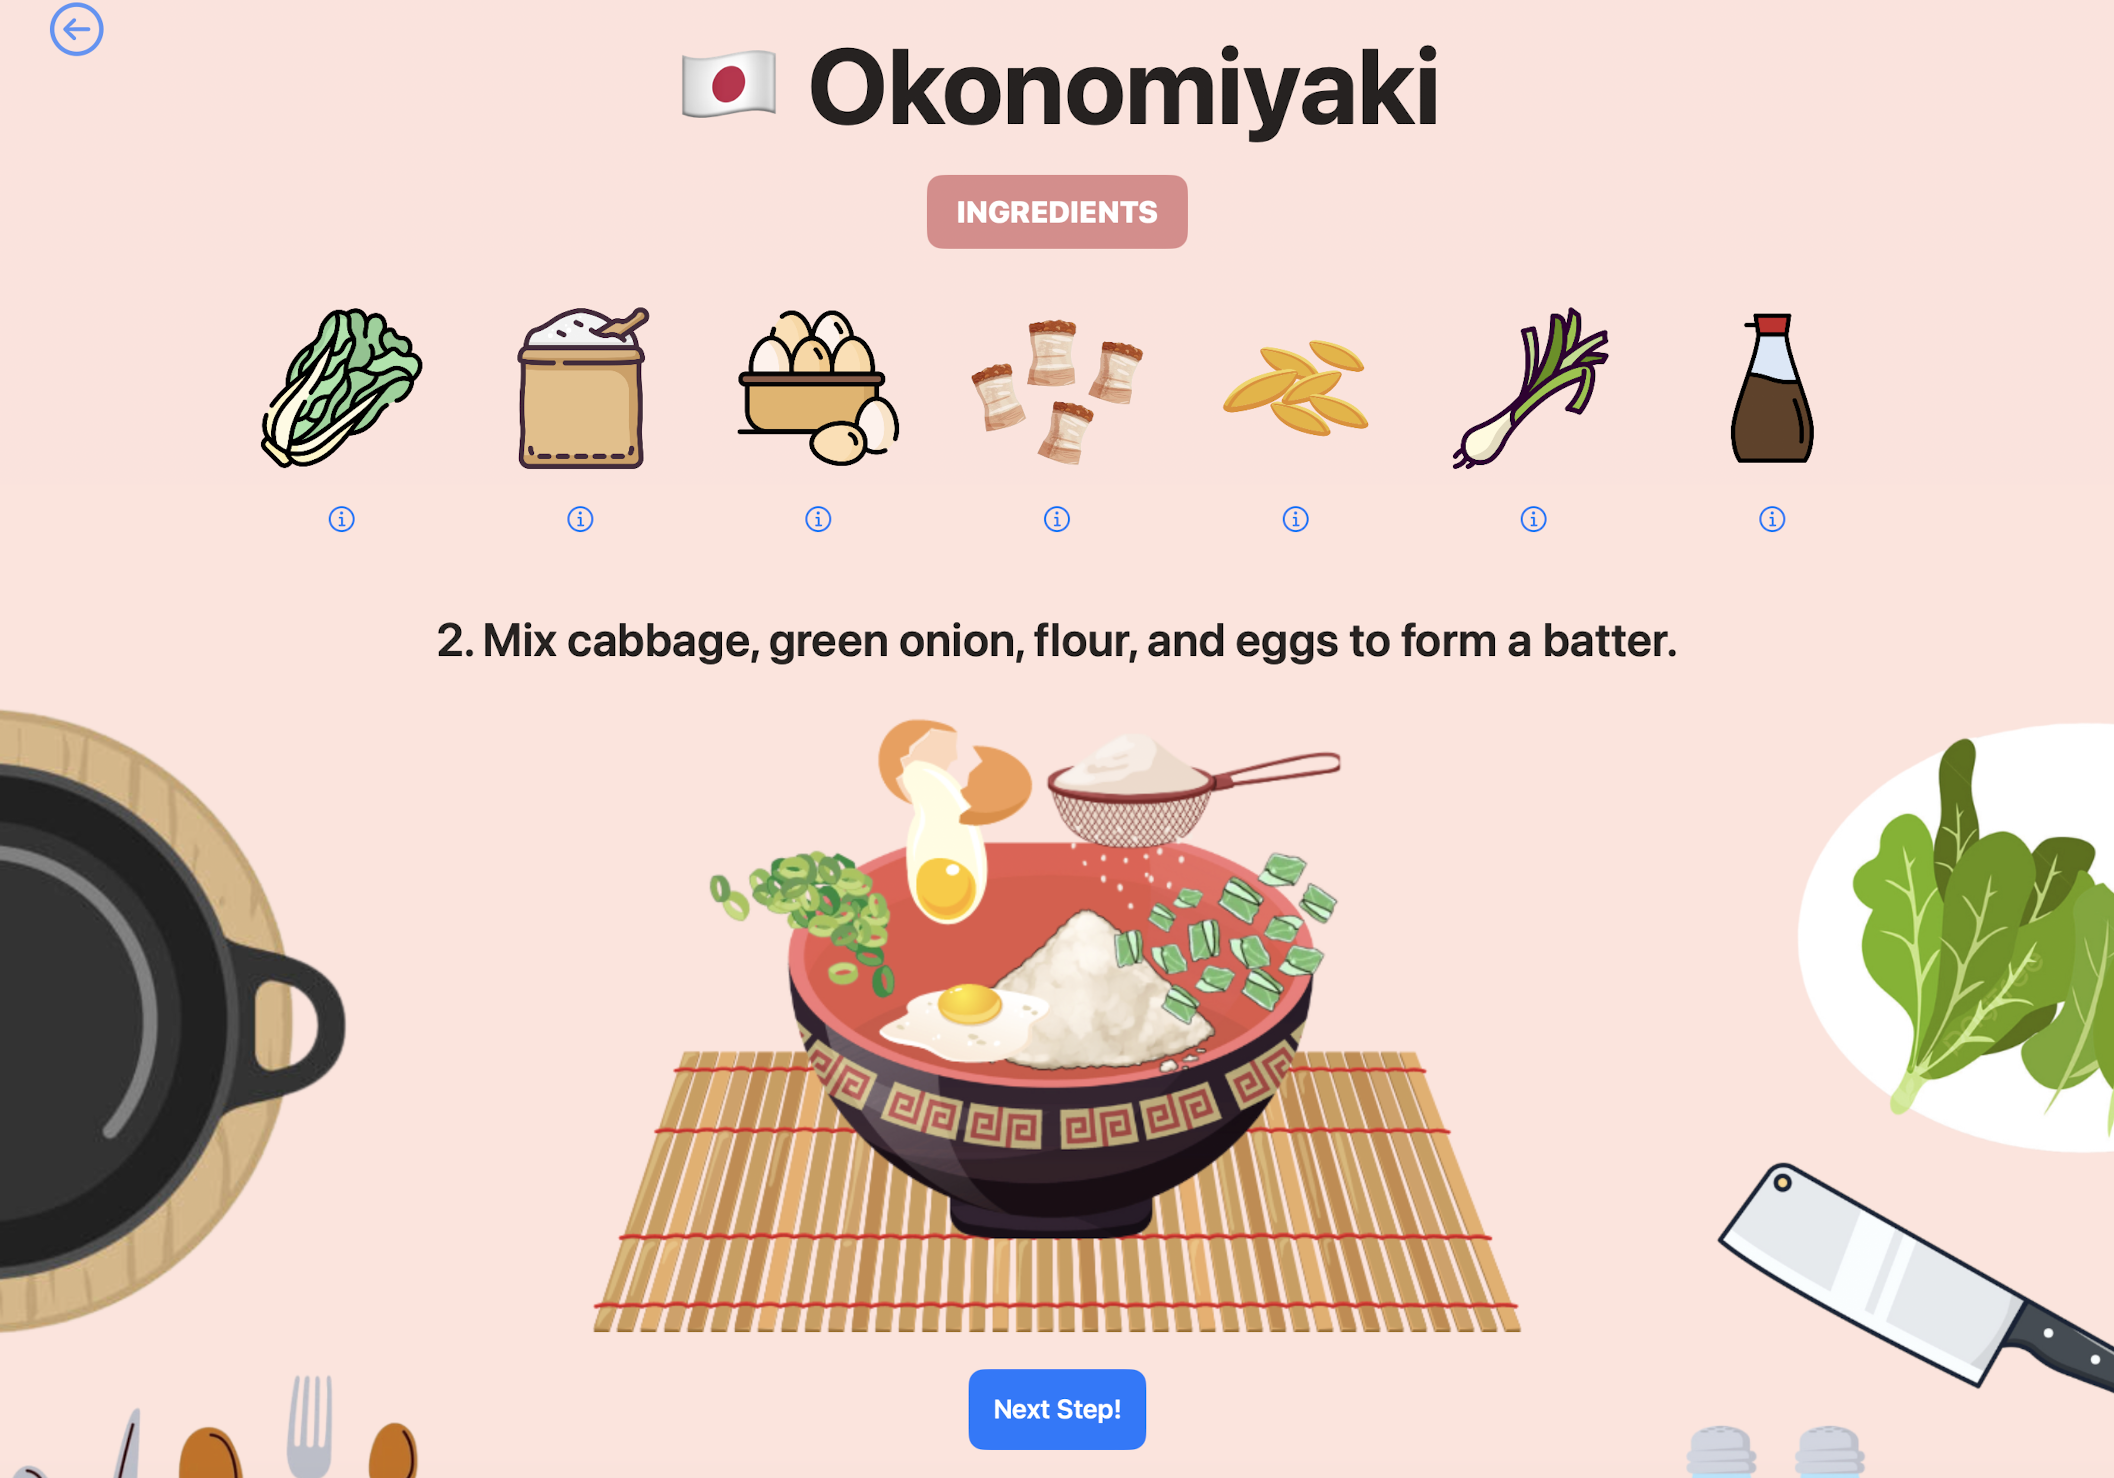 Okonomiyaki
INGREDIENTS
2. Mix cabbage, green onion, flour, and eggs to form a batter.
Next Step!